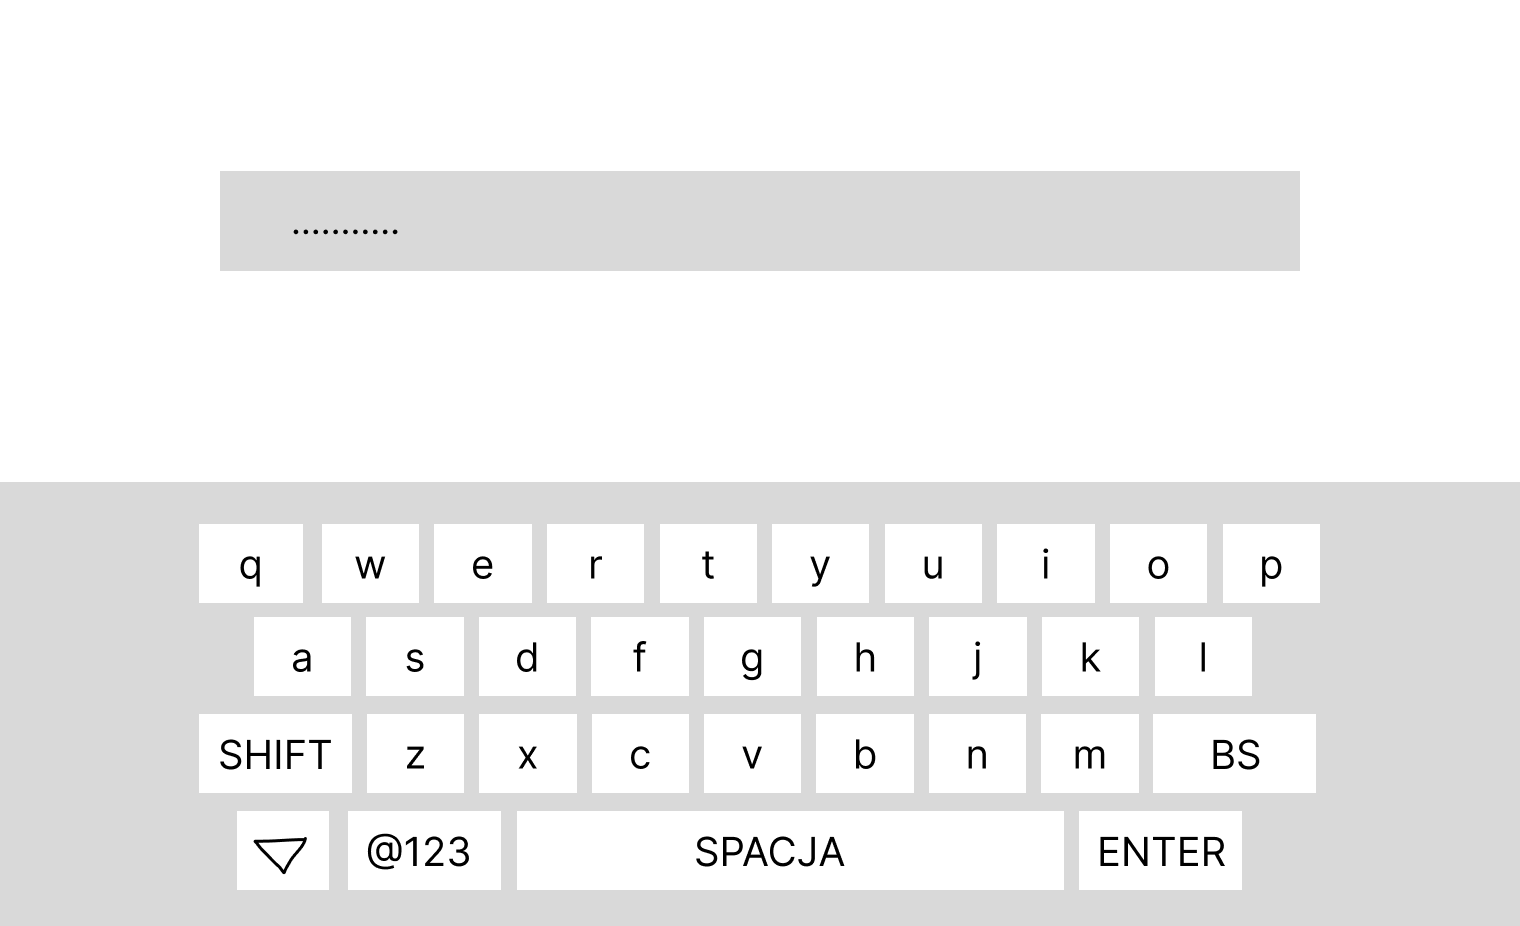 ...........
q w e r t y u i o p
a s d f g h j k l
SHIFT z x c v b n m BS
@123 SPACJA ENTER